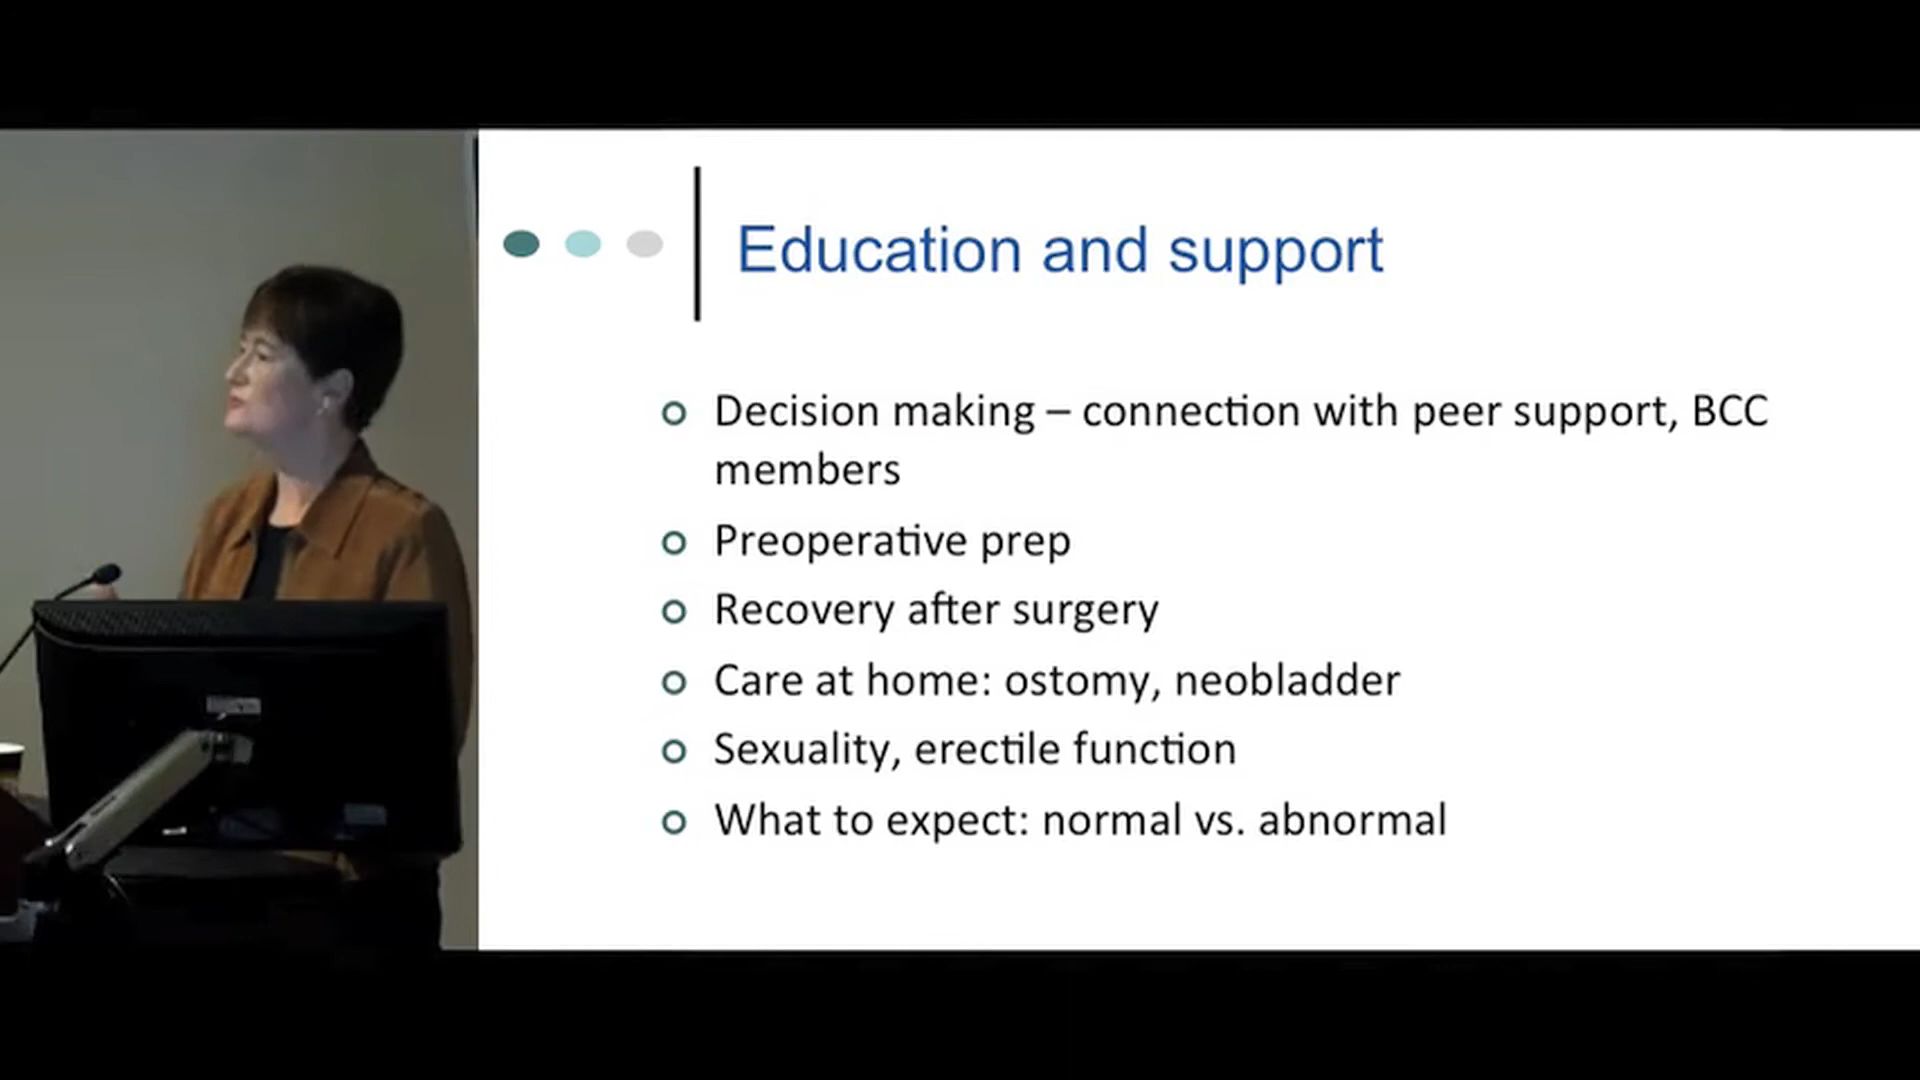 Education and support
Decision making – connection with peer support, BCC
members
Preoperative prep
Recovery after surgery
Care at home: ostomy, neobladder
Sexuality, erectile function
What to expect: normal vs. abnormal